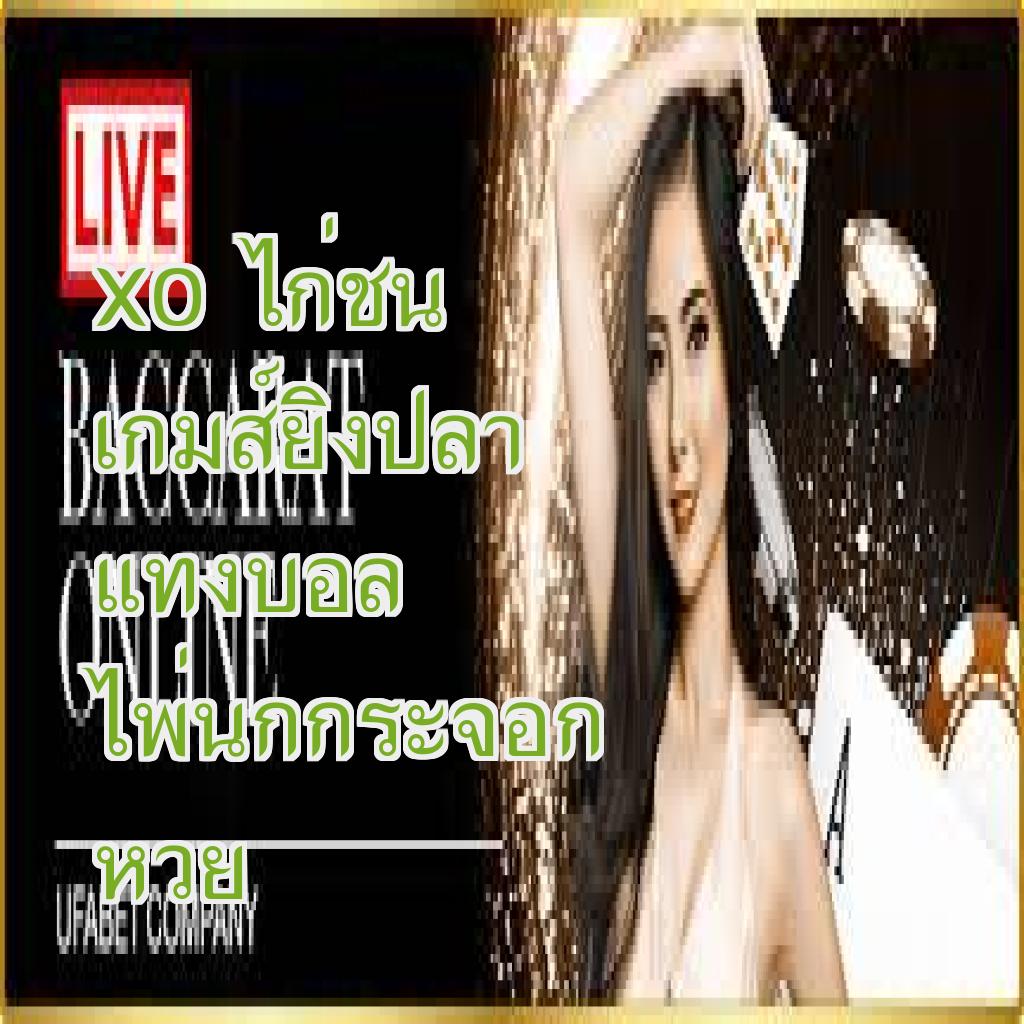 LIVE
xo ไก่ชน
BACCARAT
เกมส์ยิงปลา
ONLINE
แทงบอล
ไพ่นกกระจอก
หวย
UFABET COMPANY
A